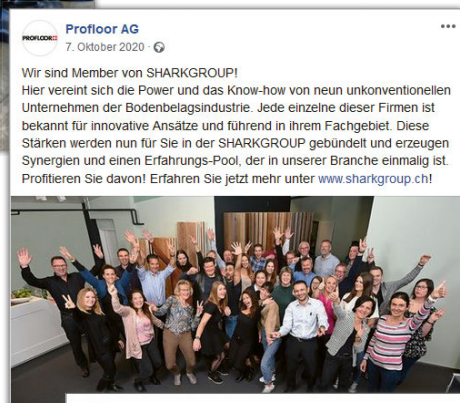 Profloor AG
PROFLOOR
7. Oktober 2020 ·
Wir sind Member von SHARKGROUP!
Hier vereint sich die Power und das Know-how von neun unkonventionellen
Unternehmen der Bodenbelagsindustrie. Jede einzelne dieser Firmen ist
bekannt für innovative Ansätze und führend in ihrem Fachgebiet. Diese
Stärken werden nun für Sie in der SHARKGROUP gebündelt und erzeugen
Synergien und einen Erfahrungs-Pool, der in unserer Branche einmalig ist.
Profitieren Sie davon! Erfahren Sie jetzt mehr unter www.sharkgroup.ch!